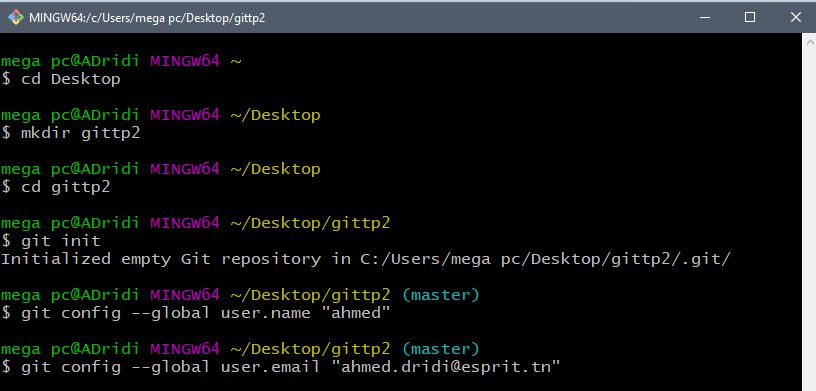 MINGW64:/c/Users/mega pc/Desktop/gittp2
mega pc@ADridi MINGW64 ~
$ cd Desktop
mega pc@ADridi MINGW64 ~/Desktop
$ mkdir gittp2
mega pc@ADridi MINGW64 ~/Desktop
$ cd gittp2
mega pc@ADridi MINGW64 ~/Desktop/gittp2
$ git init
Initialized empty Git repository in C:/Users/mega pc/Desktop/gittp2/.git/
mega pc@ADridi MINGW64 ~/Desktop/gittp2 (master)
$ git config --global user.name "ahmed"
mega pc@ADridi MINGW64 ~/Desktop/gittp2 (master)
$ git config --global user.email "ahmed.dridi@esprit.tn"